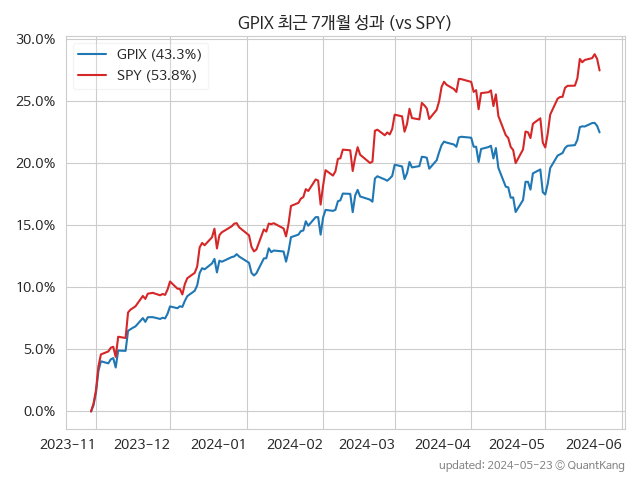 GPIX 최근 7개월 성과 (vs SPY)
GPIX (43.3%)
SPY (53.8%)
30.0%
25.0%
20.0%
15.0%
10.0%
5.0%
0.0%
2023-11 2023-12 2024-01 2024-02 2024-03 2024-04 2024-05 2024-06
updated: 2024-05-23 © QuantKang